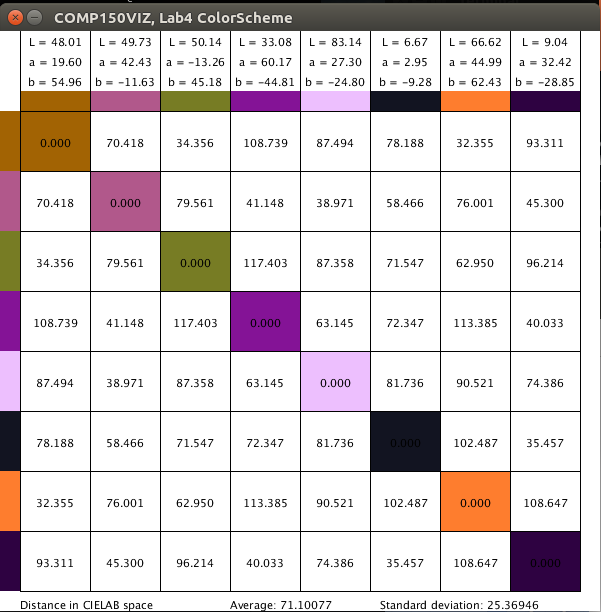 COMP150VIZ, Lab4 ColorScheme
L = 48.01 L = 49.73 L = 50.14 L = 33.08 L = 83.14 L = 6.67 L = 66.62 L = 9.04
a = 19.60 a = 42.43 a = −13.26 a = 60.17 a = 27.30 a = 2.95 a = 44.99 a = 32.42
b = 54.96 b = −11.63 b = 45.18 b = −44.81 b = −24.80 b = −9.28 b = 62.43 b = −28.85
0.000 70.418 34.356 108.739 87.494 78.188 32.355 93.311
70.418 0.000 79.561 41.148 38.971 58.466 76.001 45.300
34.356 79.561 0.000 117.403 87.358 71.547 62.950 96.214
108.739 41.148 117.403 0.000 63.145 72.347 113.385 40.033
87.494 38.971 87.358 63.145 0.000 81.736 90.521 74.386
78.188 58.466 71.547 72.347 81.736 0.000 102.487 35.457
32.355 76.001 62.950 113.385 90.521 102.487 0.000 108.647
93.311 45.300 96.214 40.033 74.386 35.457 108.647 0.000
Distance in CIELAB space Average: 71.10077 Standard deviation: 25.36946